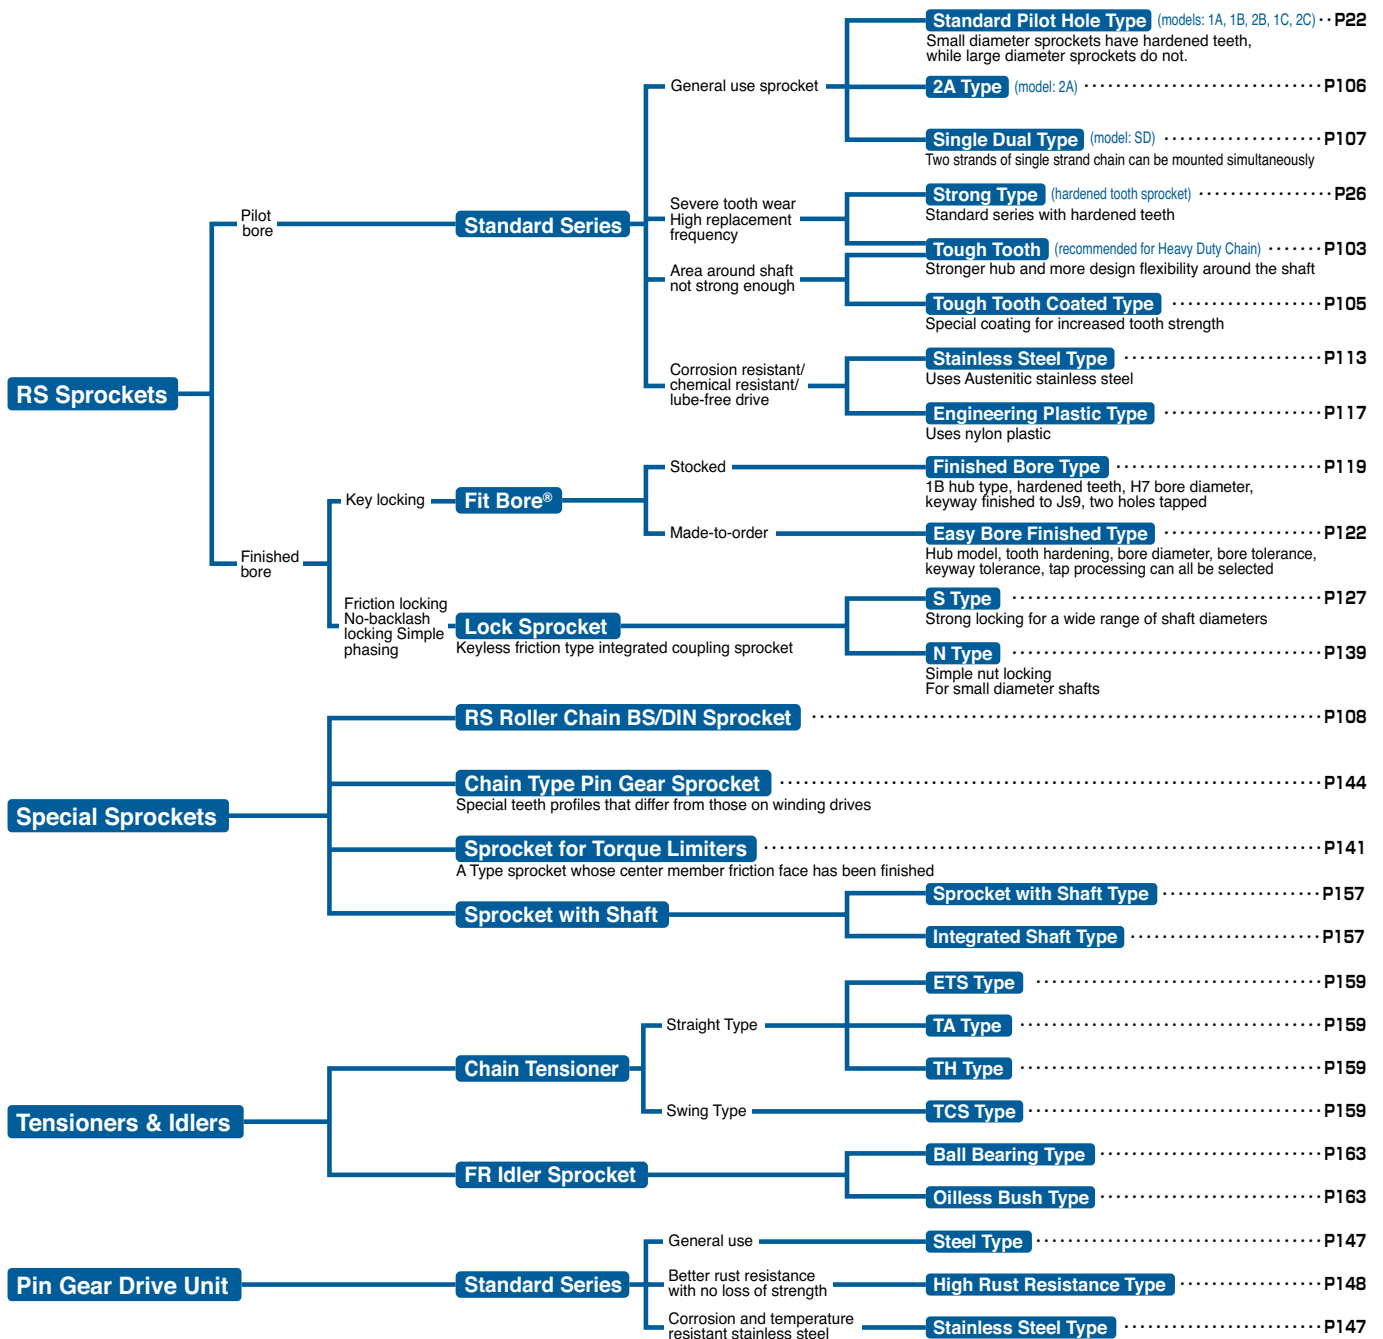 Standard Pilot Hole Type (models: 1A, 1B, 2B, 1C, 2C) ·· P22
Small diameter sprockets have hardened teeth,
while large diameter sprockets do not.
General use sprocket
2A Type (model: 2A) ···························· P106
Single Dual Type (model: SD) ··················· P107
Two strands of single strand chain can be mounted simultaneously
Severe tooth wear
High replacement
frequency
Strong Type (hardened tooth sprocket) ················ P26
Standard series with hardened teeth
Pilot
bore
Standard Series
Tough Tooth (recommended for Heavy Duty Chain) ······· P103
Stronger hub and more design flexibility around the shaft
Area around shaft
not strong enough
Tough Tooth Coated Type ··················· P105
Special coating for increased tooth strength
Corrosion resistant/
chemical resistant/
lube-free drive
Stainless Steel Type ························ P113
Uses Austenitic stainless steel
RS Sprockets
Engineering Plastic Type ···················· P117
Uses nylon plastic
Stocked
Finished Bore Type ························· P119
1B hub type, hardened teeth, H7 bore diameter,
keyway finished to Js9, two holes tapped
Key locking
Fit Bore®
Made-to-order
Easy Bore Finished Type ···················· P122
Hub model, tooth hardening, bore diameter, bore tolerance,
keyway tolerance, tap processing can all be selected
Finished
bore
Friction locking
No-backlash
locking Simple
phasing
Lock Sprocket
Keyless friction type integrated coupling sprocket
S Type ····································· P127
Strong locking for a wide range of shaft diameters
N Type ····································· P139
Simple nut locking
For small diameter shafts
RS Roller Chain BS/DIN Sprocket ························································ P108
Chain Type Pin Gear Sprocket ···························································· P144
Special teeth profiles that differ from those on winding drives
Special Sprockets
Sprocket for Torque Limiters ····························································· P141
A Type sprocket whose center member friction face has been finished
Sprocket with Shaft
Sprocket with Shaft Type ··················· P157
Integrated Shaft Type ······················· P157
ETS Type ·································· P159
Straight Type
TA Type ···································· P159
Chain Tensioner
TH Type ···································· P159
Swing Type
TCS Type ·································· P159
Tensioners & Idlers
Ball Bearing Type ·························· P163
FR Idler Sprocket
Oilless Bush Type ·························· P163
General use
Steel Type ································· P147
Pin Gear Drive Unit
Standard Series
Better rust resistance
with no loss of strength
High Rust Resistance Type ················· P148
Corrosion and temperature
resistant stainless steel
Stainless Steel Type ························ P147